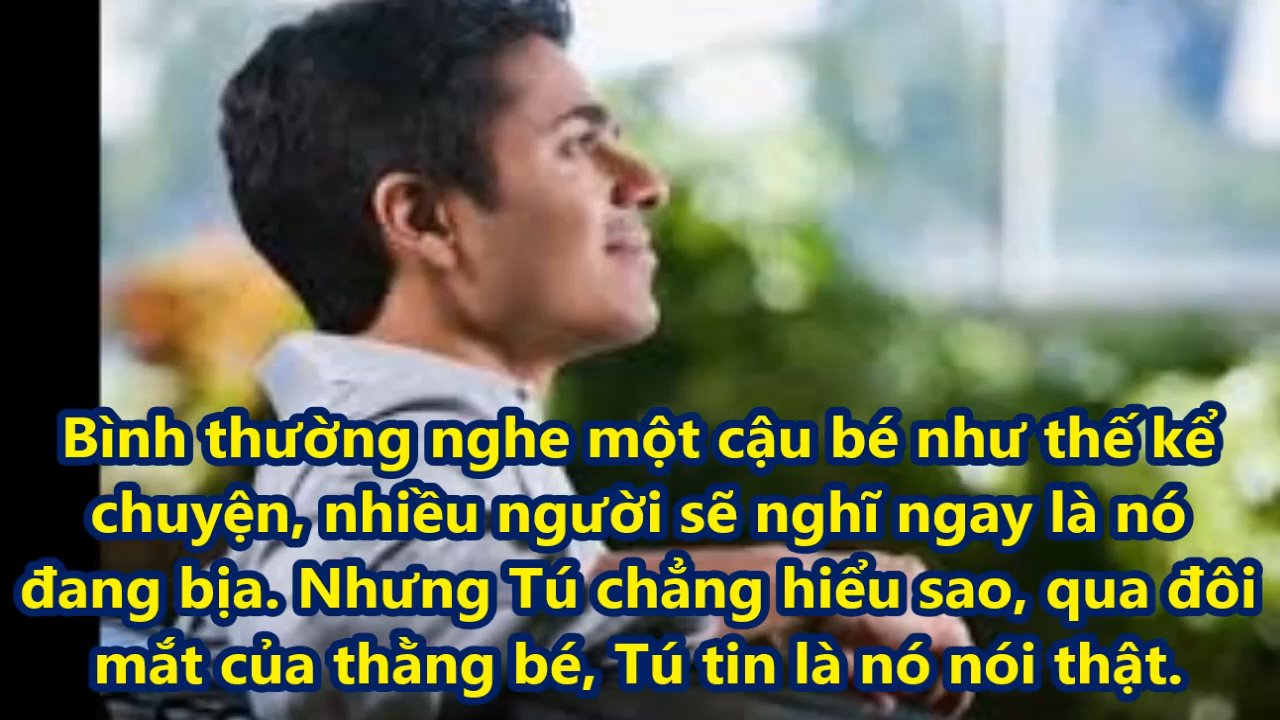 Bình thường nghe một cậu bé như thế kể
chuyện, nhiều người sẽ nghĩ ngay là nó
đang bịa. Nhưng Tú chẳng hiểu sao, qua đôi
mắt của thằng bé, Tú tin là nó nói thật.